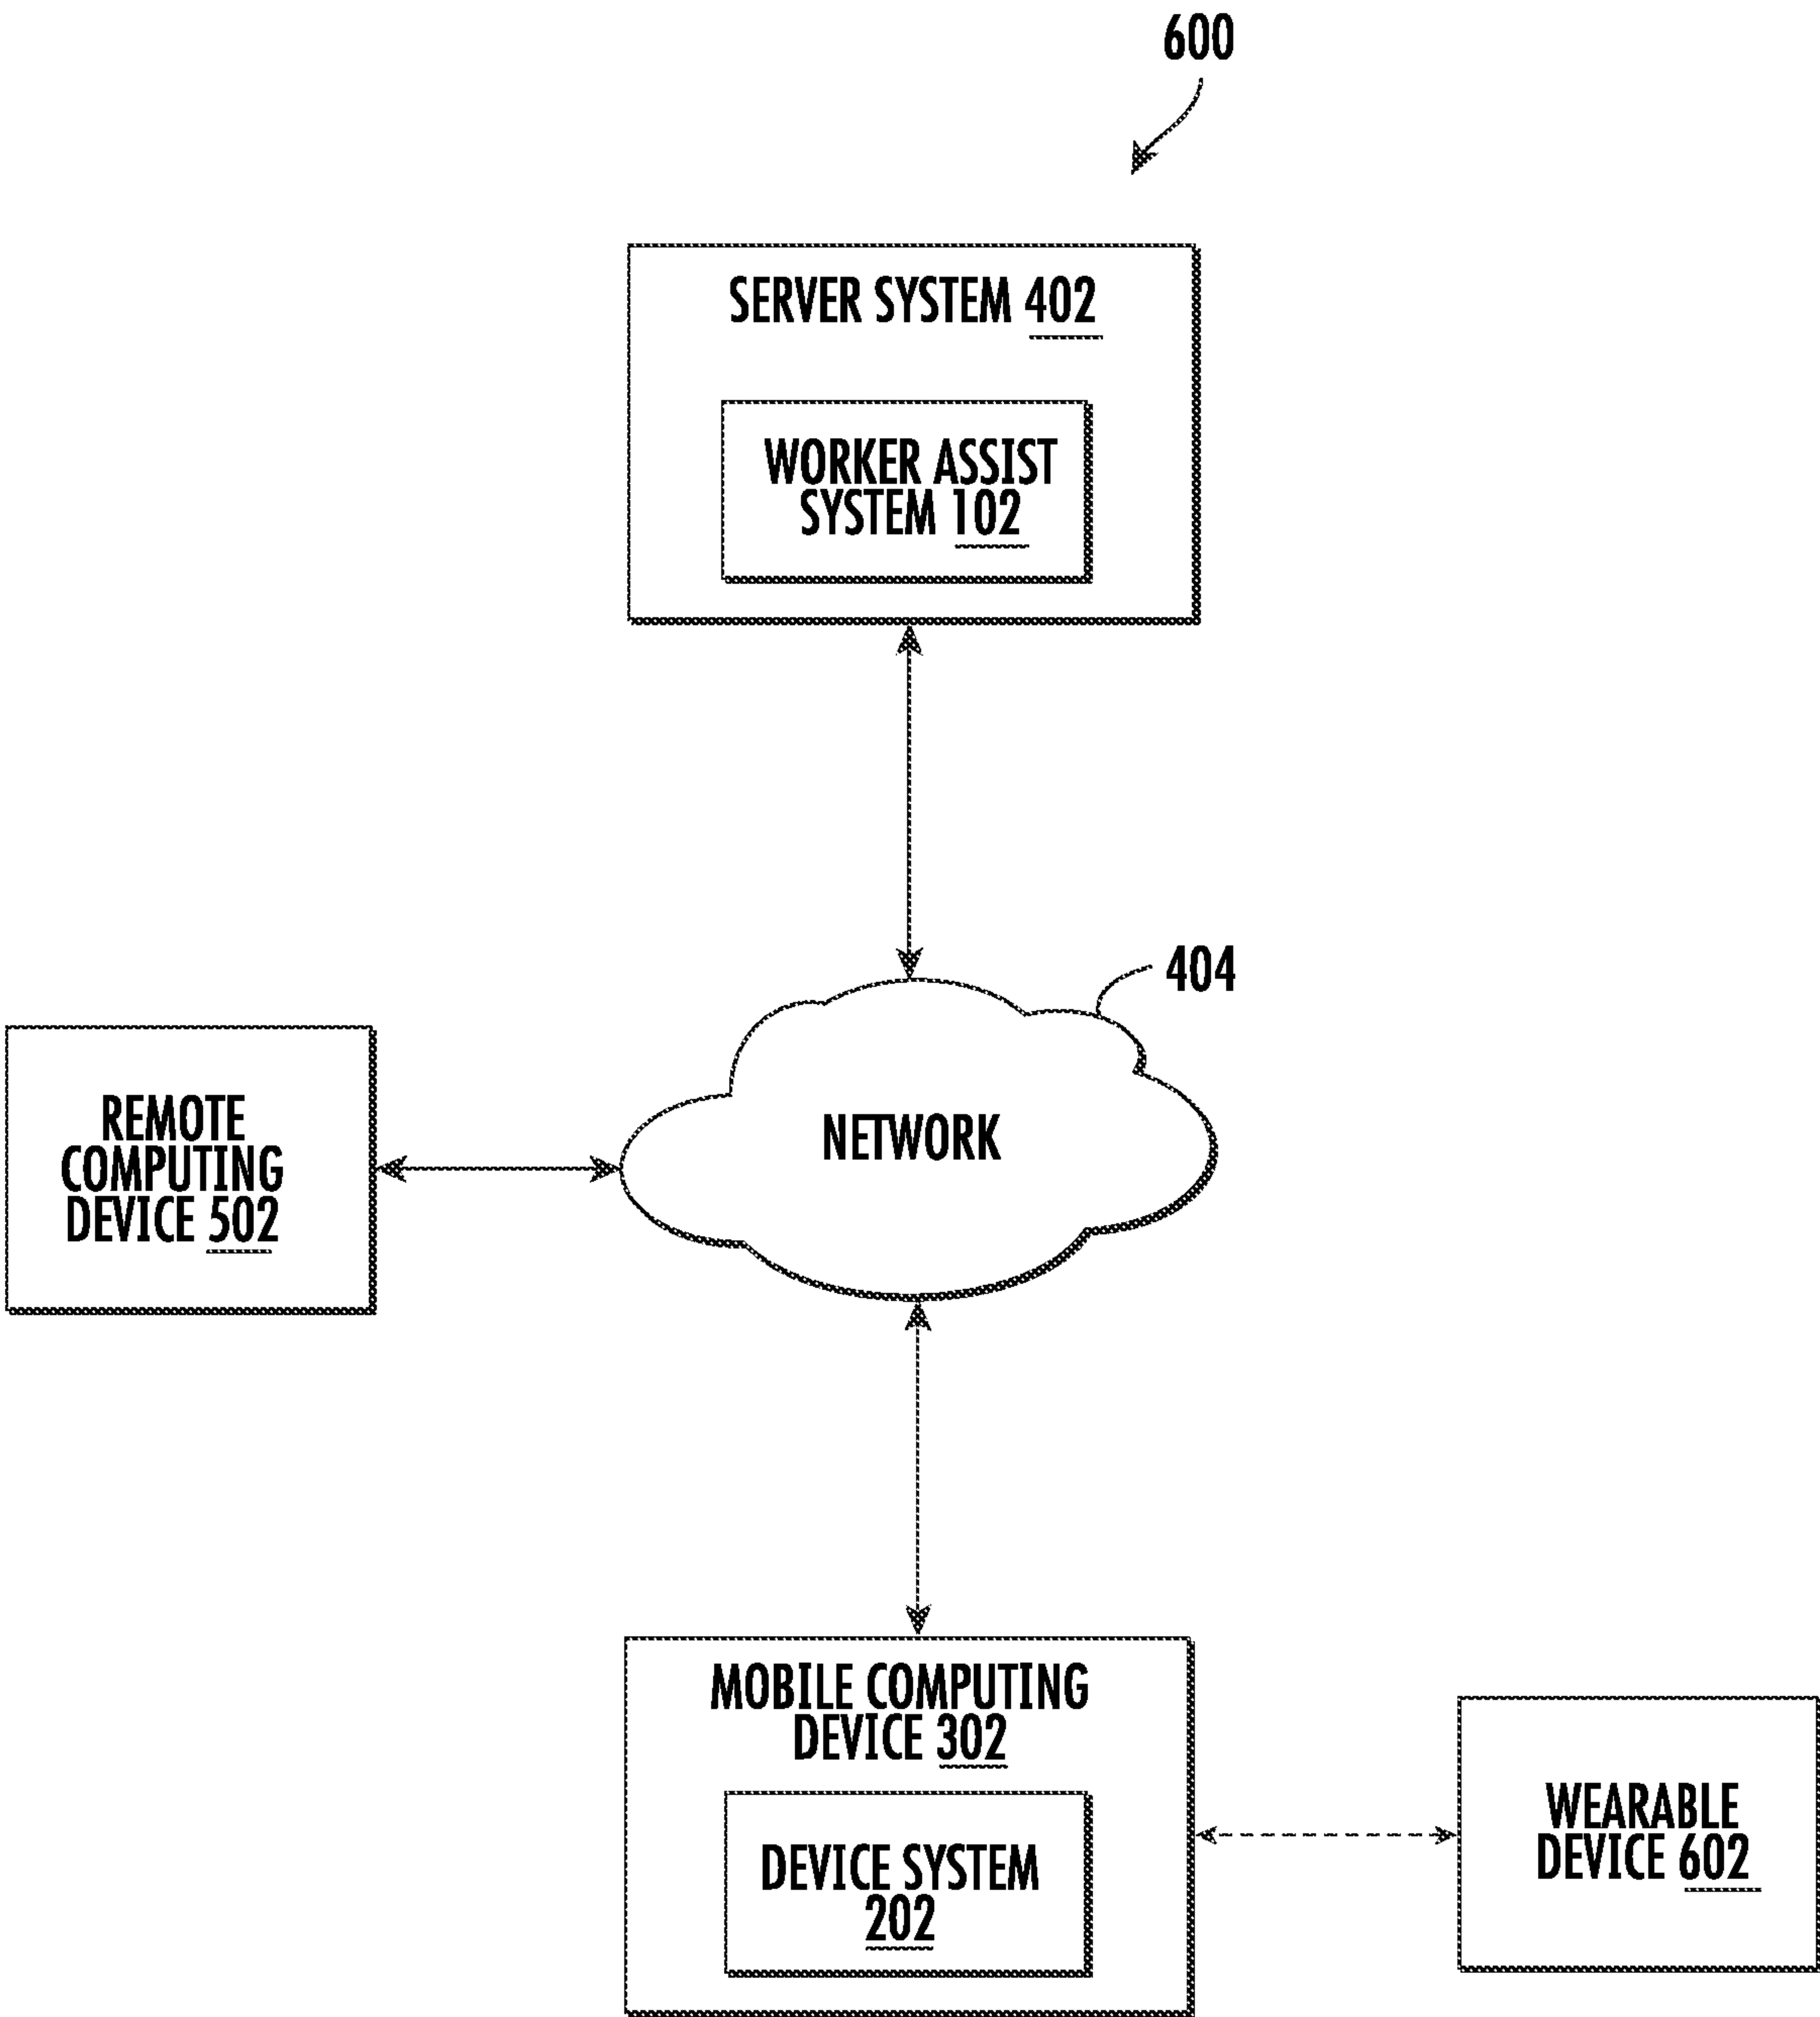 600
SERVER SYSTEM 402
WORKER ASSIST
SYSTEM 102
404
NETWORK
REMOTE
COMPUTING
DEVICE 502
MOBILE COMPUTING
DEVICE 302
DEVICE SYSTEM
202
WEARABLE
DEVICE 602